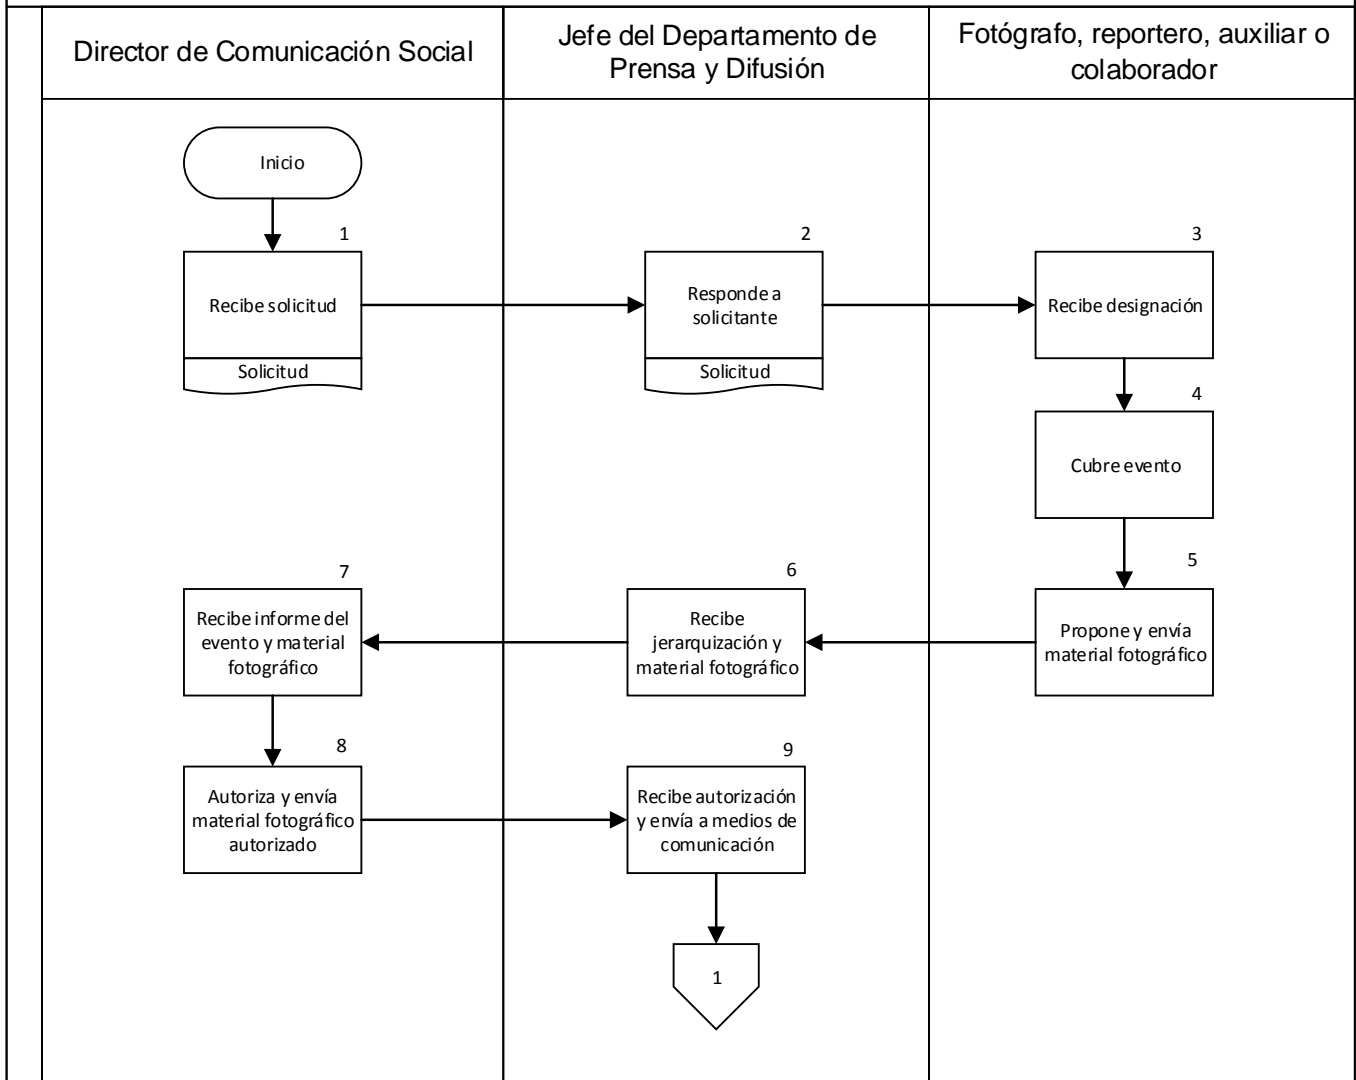 Director de Comunicación Social
Jefe del Departamento de
Prensa y Difusión
Fotógrafo, reportero, auxiliar o
colaborador
Inicio
1
Recibe solicitud
Solicitud
2
Responde a
solicitante
Solicitud
3
Recibe designación
4
Cubre evento
5
Propone y envía
material fotográfico
6
Recibe
jerarquización y
material fotográfico
7
Recibe informe del
evento y material
fotográfico
8
Autoriza y envía
material fotográfico
autorizado
9
Recibe autorización
y envía a medios de
comunicación
1